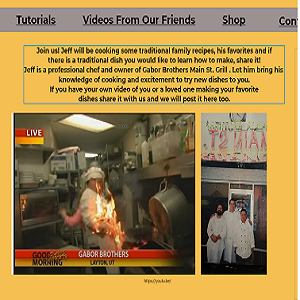 Tutorials Videos From Our Friends Shop Con
Join us! Jeff will be cooking some traditional family recipes, his favorites and if
there is a traditional dish you would like to learn how to make, share it!
Jeff is a professional chef and owner of Gabor Brothers Main St. Grill . Let him bring his
knowledge of cooking and excitement to try new dishes to you.
If you have your own video of you or a loved one making your favorite
dishes share it with us and we will post it here too.
LIVE
MAIN
ST
GOOD
MORNING
GABOR BROTHERS
LAYTON, UT